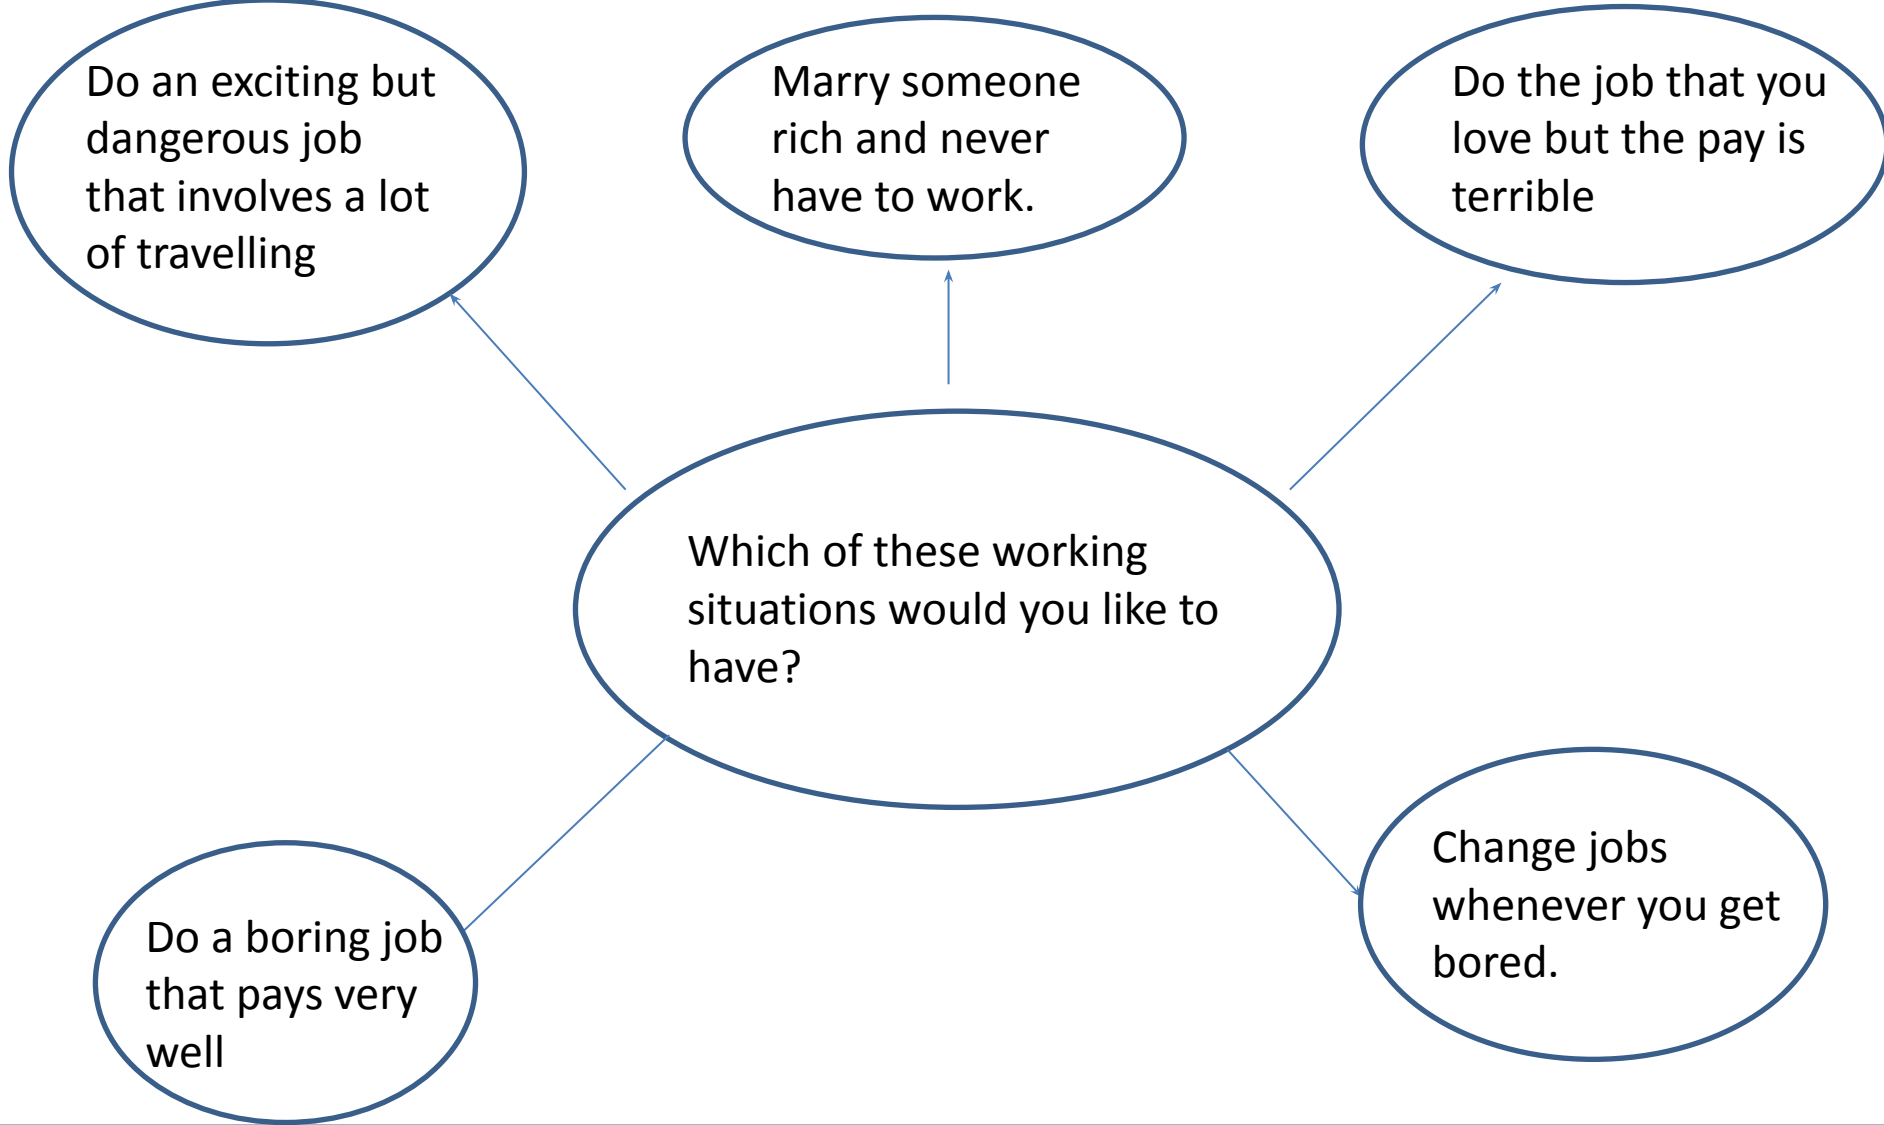 Do an exciting but
dangerous job
that involves a lot
of travelling
Marry someone
rich and never
have to work.
Do the job that you
love but the pay is
terrible
Which of these working
situations would you like to
have?
Do a boring job
that pays very
well
Change jobs
whenever you get
bored.